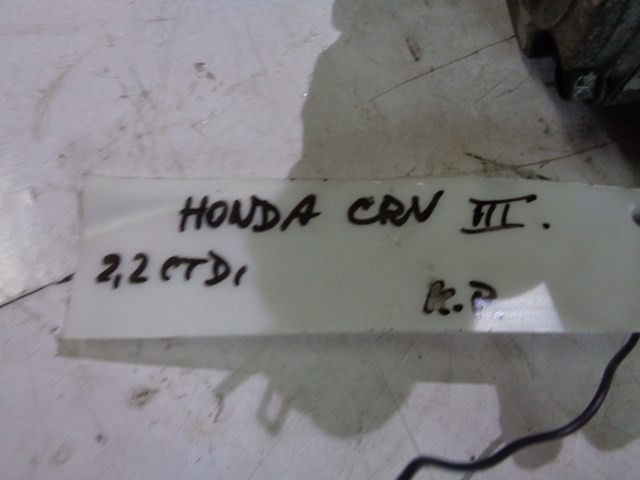 HONDA CRV III.
2,2 CTDi
K.P